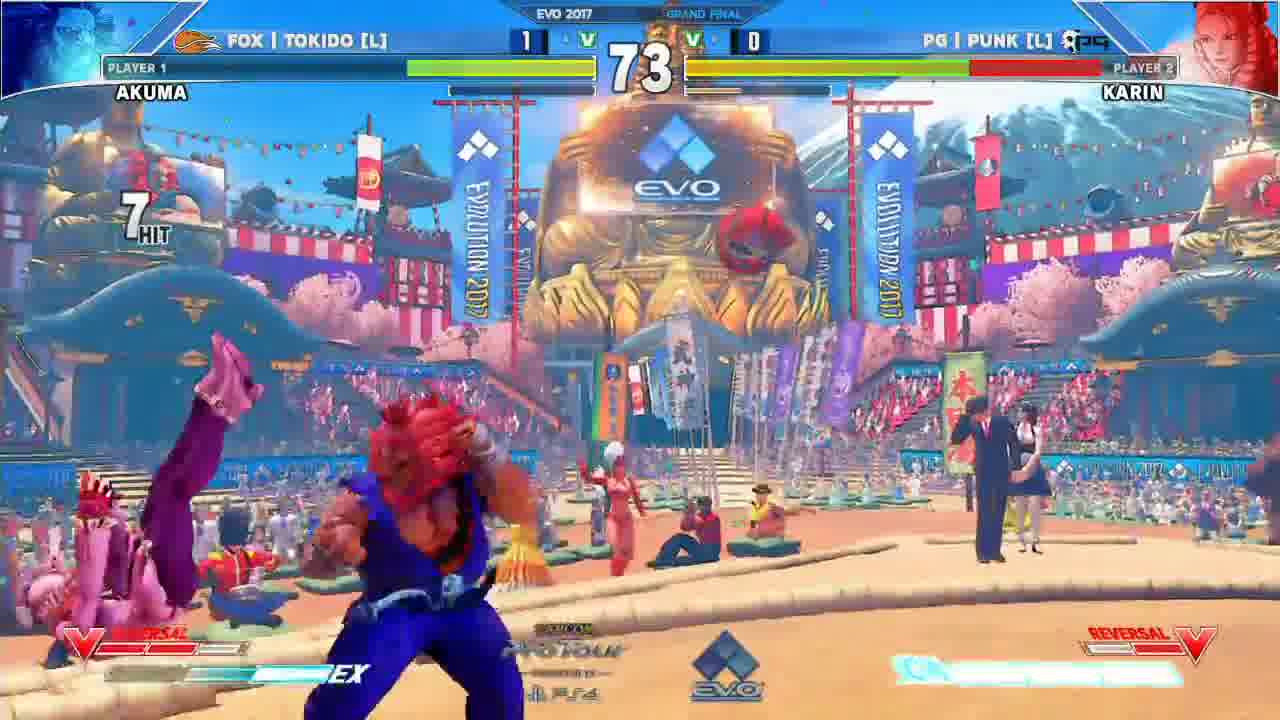 EVO 2017 GRAND FINAL
FOX | TOKIDO [L] 1 V 73 V 0 PG | PUNK [L]
PLAYER 1 PLAYER 2
AKUMA KARIN
EVO
EVOLUTION 2017
EVOLUTION 2017
7 HIT
REVERSAL
REVERSAL
EX
CAPCOM
PRO TOUR
PS4
EVO